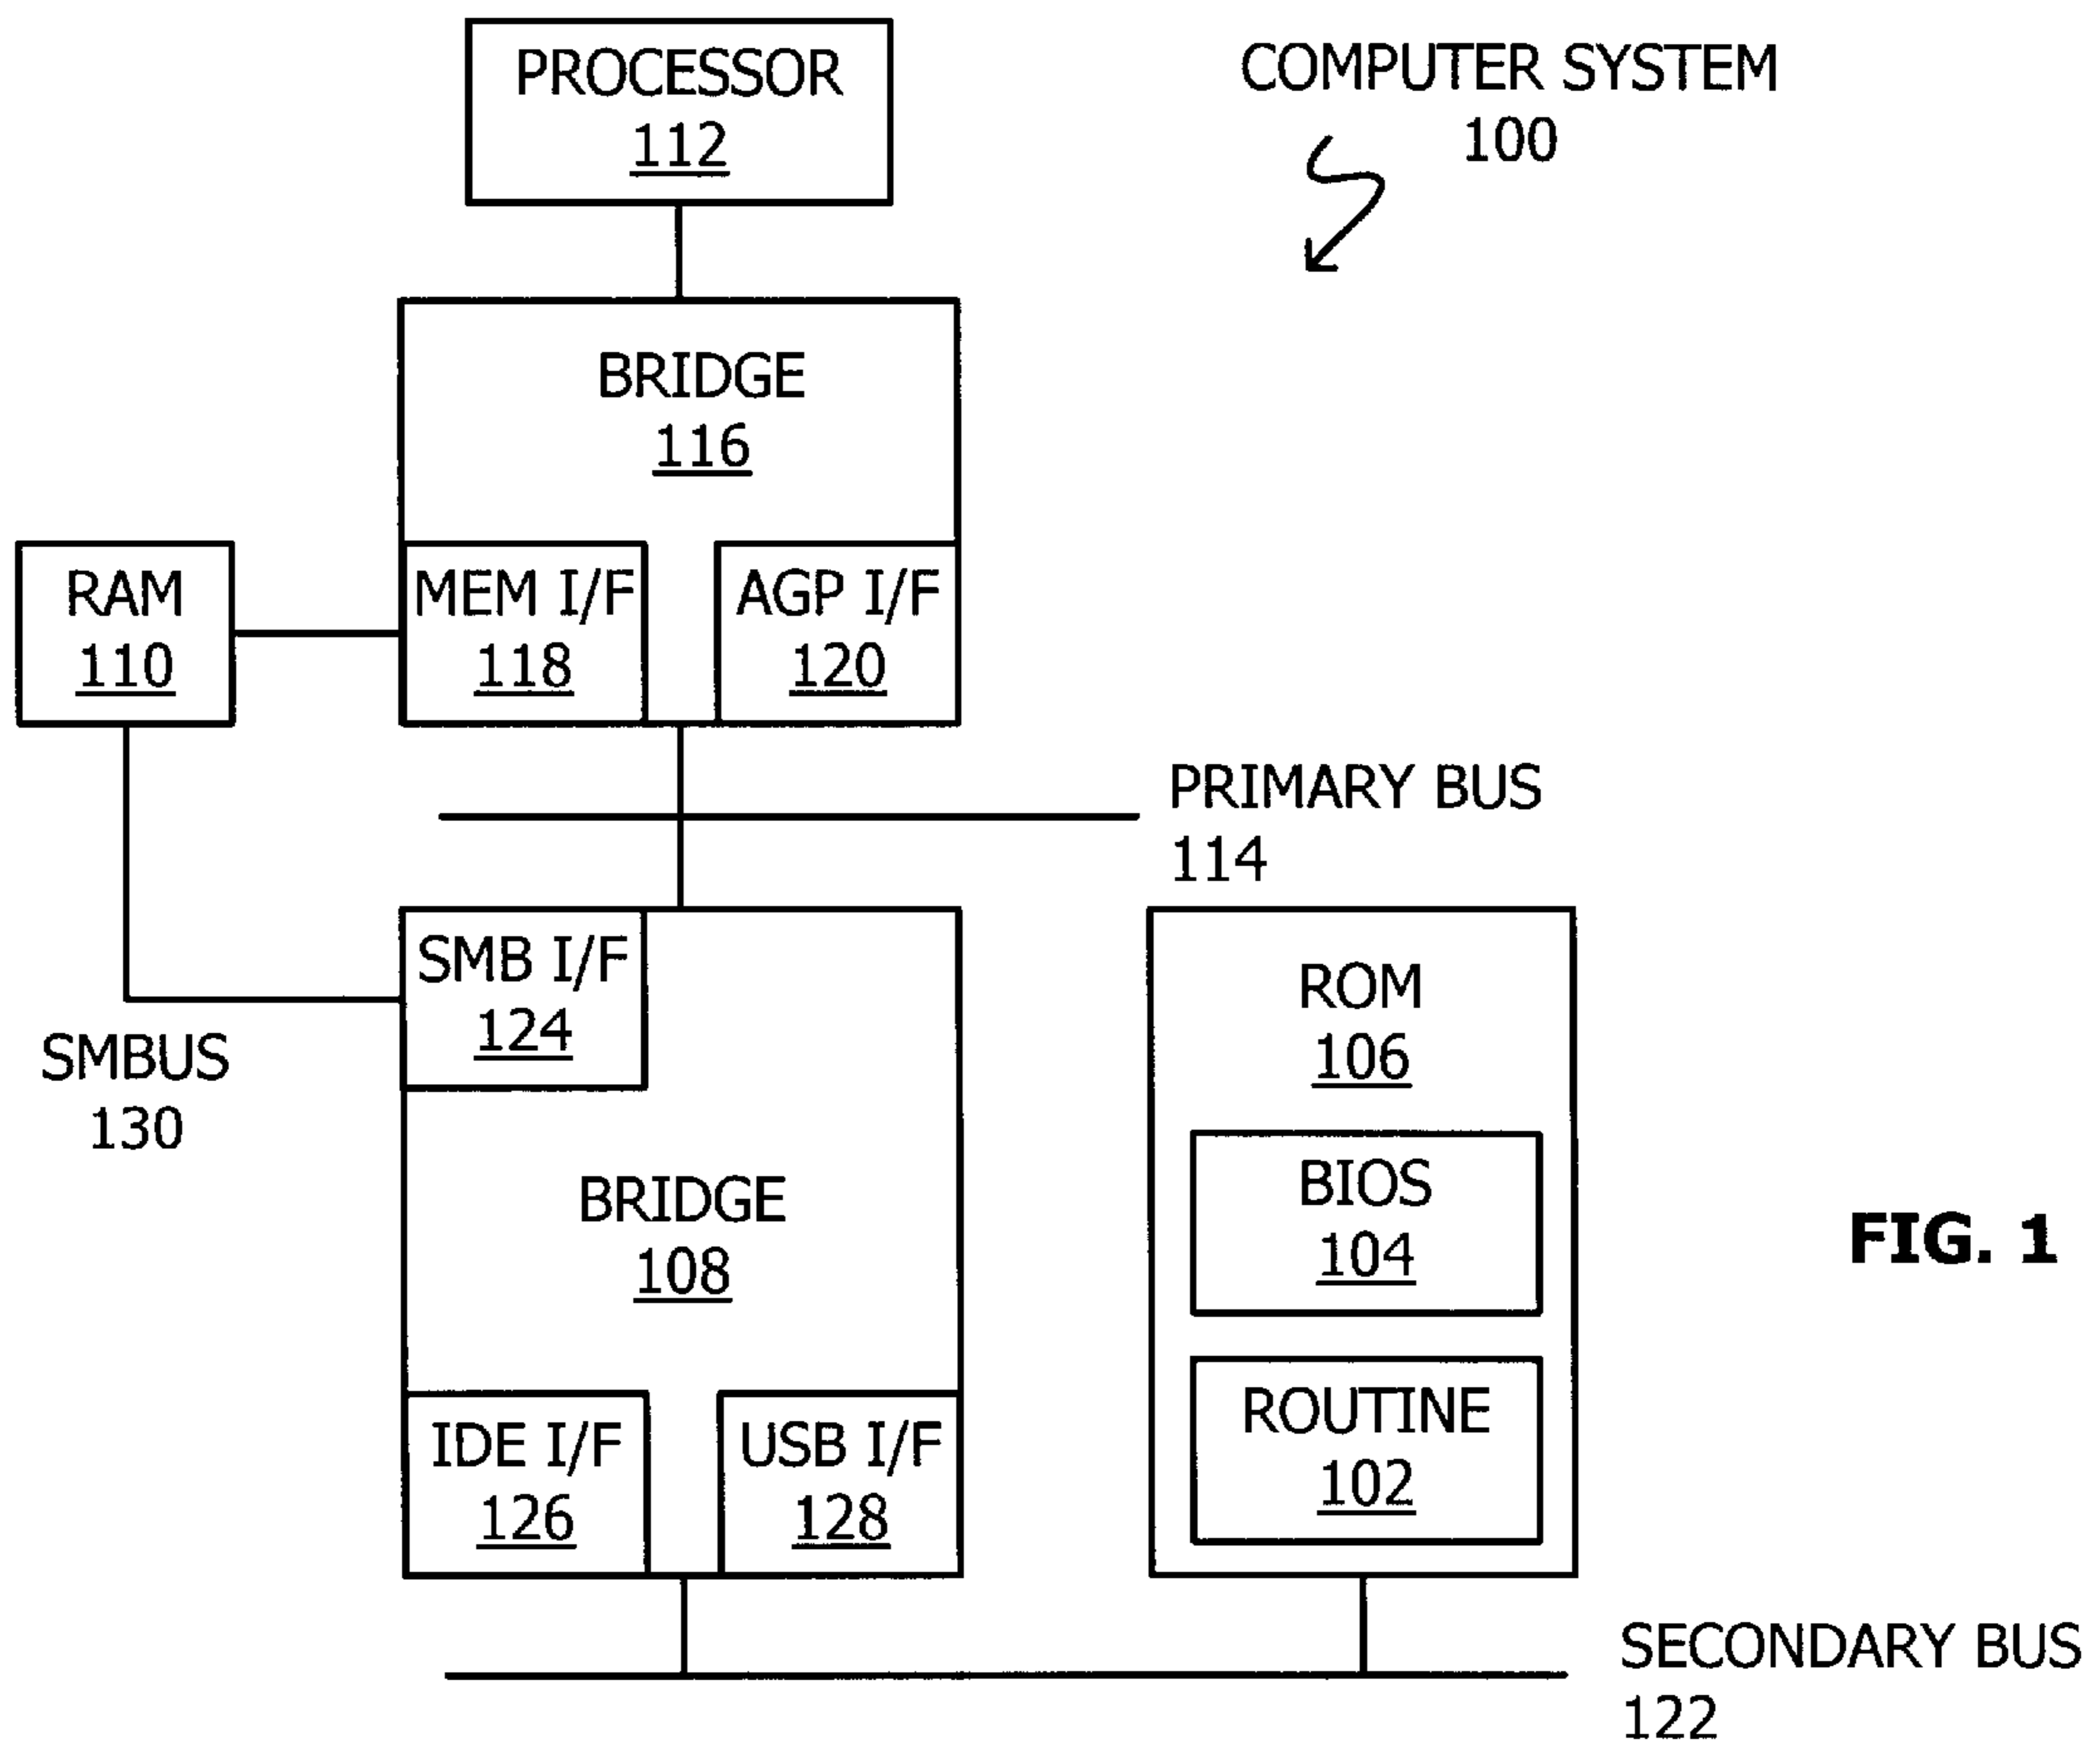 PROCESSOR
112
COMPUTER SYSTEM
100
BRIDGE
116
RAM
110
MEM I/F
118
AGP I/F
120
PRIMARY BUS
114
SMB I/F
124
SMBUS
130
BRIDGE
108
IDE I/F
126
USB I/F
128
ROM
106
BIOS
104
ROUTINE
102
FIG. 1
SECONDARY BUS
122